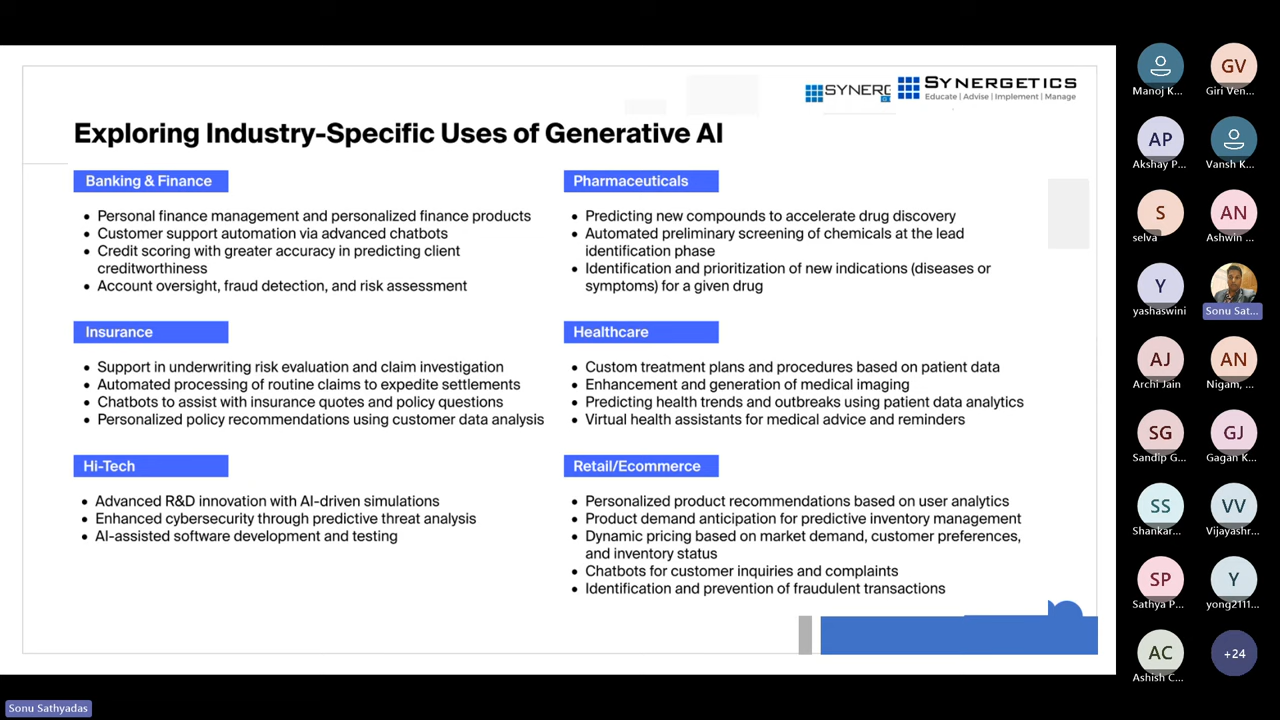 SYNERG
SYNERGETICS
Educate | Advise | Implement | Manage
Exploring Industry-Specific Uses of Generative AI
Banking & Finance
• Personal finance management and personalized finance products
• Customer support automation via advanced chatbots
• Credit scoring with greater accuracy in predicting client
creditworthiness
• Account oversight, fraud detection, and risk assessment
Insurance
• Support in underwriting risk evaluation and claim investigation
• Automated processing of routine claims to expedite settlements
• Chatbots to assist with insurance quotes and policy questions
• Personalized policy recommendations using customer data analysis
Hi-Tech
• Advanced R&D innovation with AI-driven simulations
• Enhanced cybersecurity through predictive threat analysis
• AI-assisted software development and testing
Pharmaceuticals
• Predicting new compounds to accelerate drug discovery
• Automated preliminary screening of chemicals at the lead
identification phase
• Identification and prioritization of new indications (diseases or
symptoms) for a given drug
Healthcare
• Custom treatment plans and procedures based on patient data
• Enhancement and generation of medical imaging
• Predicting health trends and outbreaks using patient data analytics
• Virtual health assistants for medical advice and reminders
Retail/Ecommerce
• Personalized product recommendations based on user analytics
• Product demand anticipation for predictive inventory management
• Dynamic pricing based on market demand, customer preferences,
and inventory status
• Chatbots for customer inquiries and complaints
• Identification and prevention of fraudulent transactions
Manoj K...
GV
Giri Ven...
AP
Akshay P...
Vansh K...
S
selva
AN
Ashwin ...
Y
yashaswini
Sonu Sat...
AJ
Archi Jain
AN
Nigam, ...
SG
Sandip G...
GJ
Gagan K...
SS
Shankar...
VV
Vijayashr...
SP
Sathya P...
Y
yong2111...
AC
Ashish C...
+24
Sonu Sathyadas